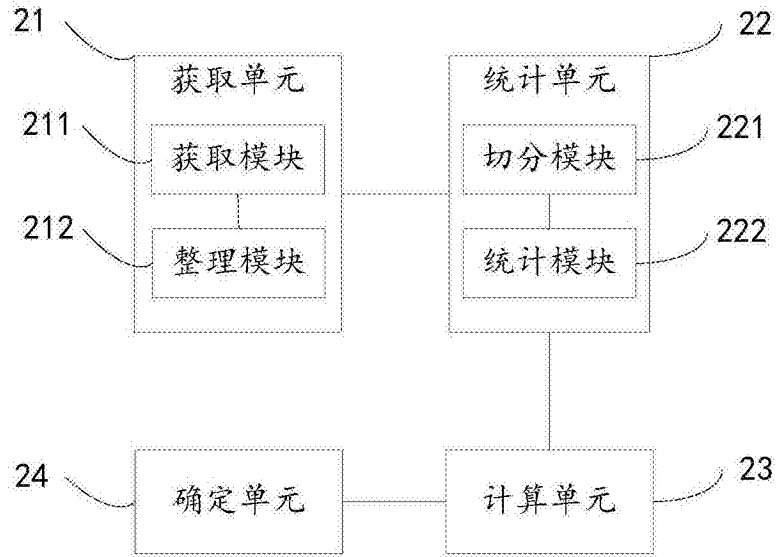 21
获取单元
211
获取模块
212
整理模块
22
统计单元
221
切分模块
222
统计模块
24
确定单元
23
计算单元